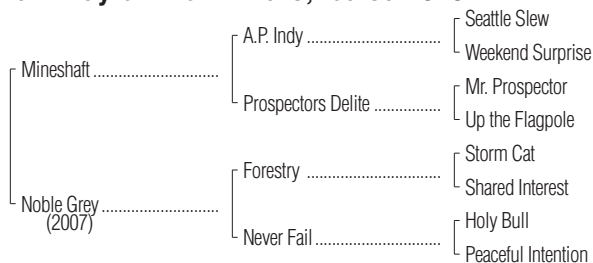 Seattle Slew
A.P. Indy ..........................
Weekend Surprise
Mineshaft ..............................
Mr. Prospector
Prospectors Delite ................
Up the Flagpole
Storm Cat
Forestry ..........................
Shared Interest
Noble Grey ............................
(2007)
Holy Bull
Never Fail .......................
Peaceful Intention